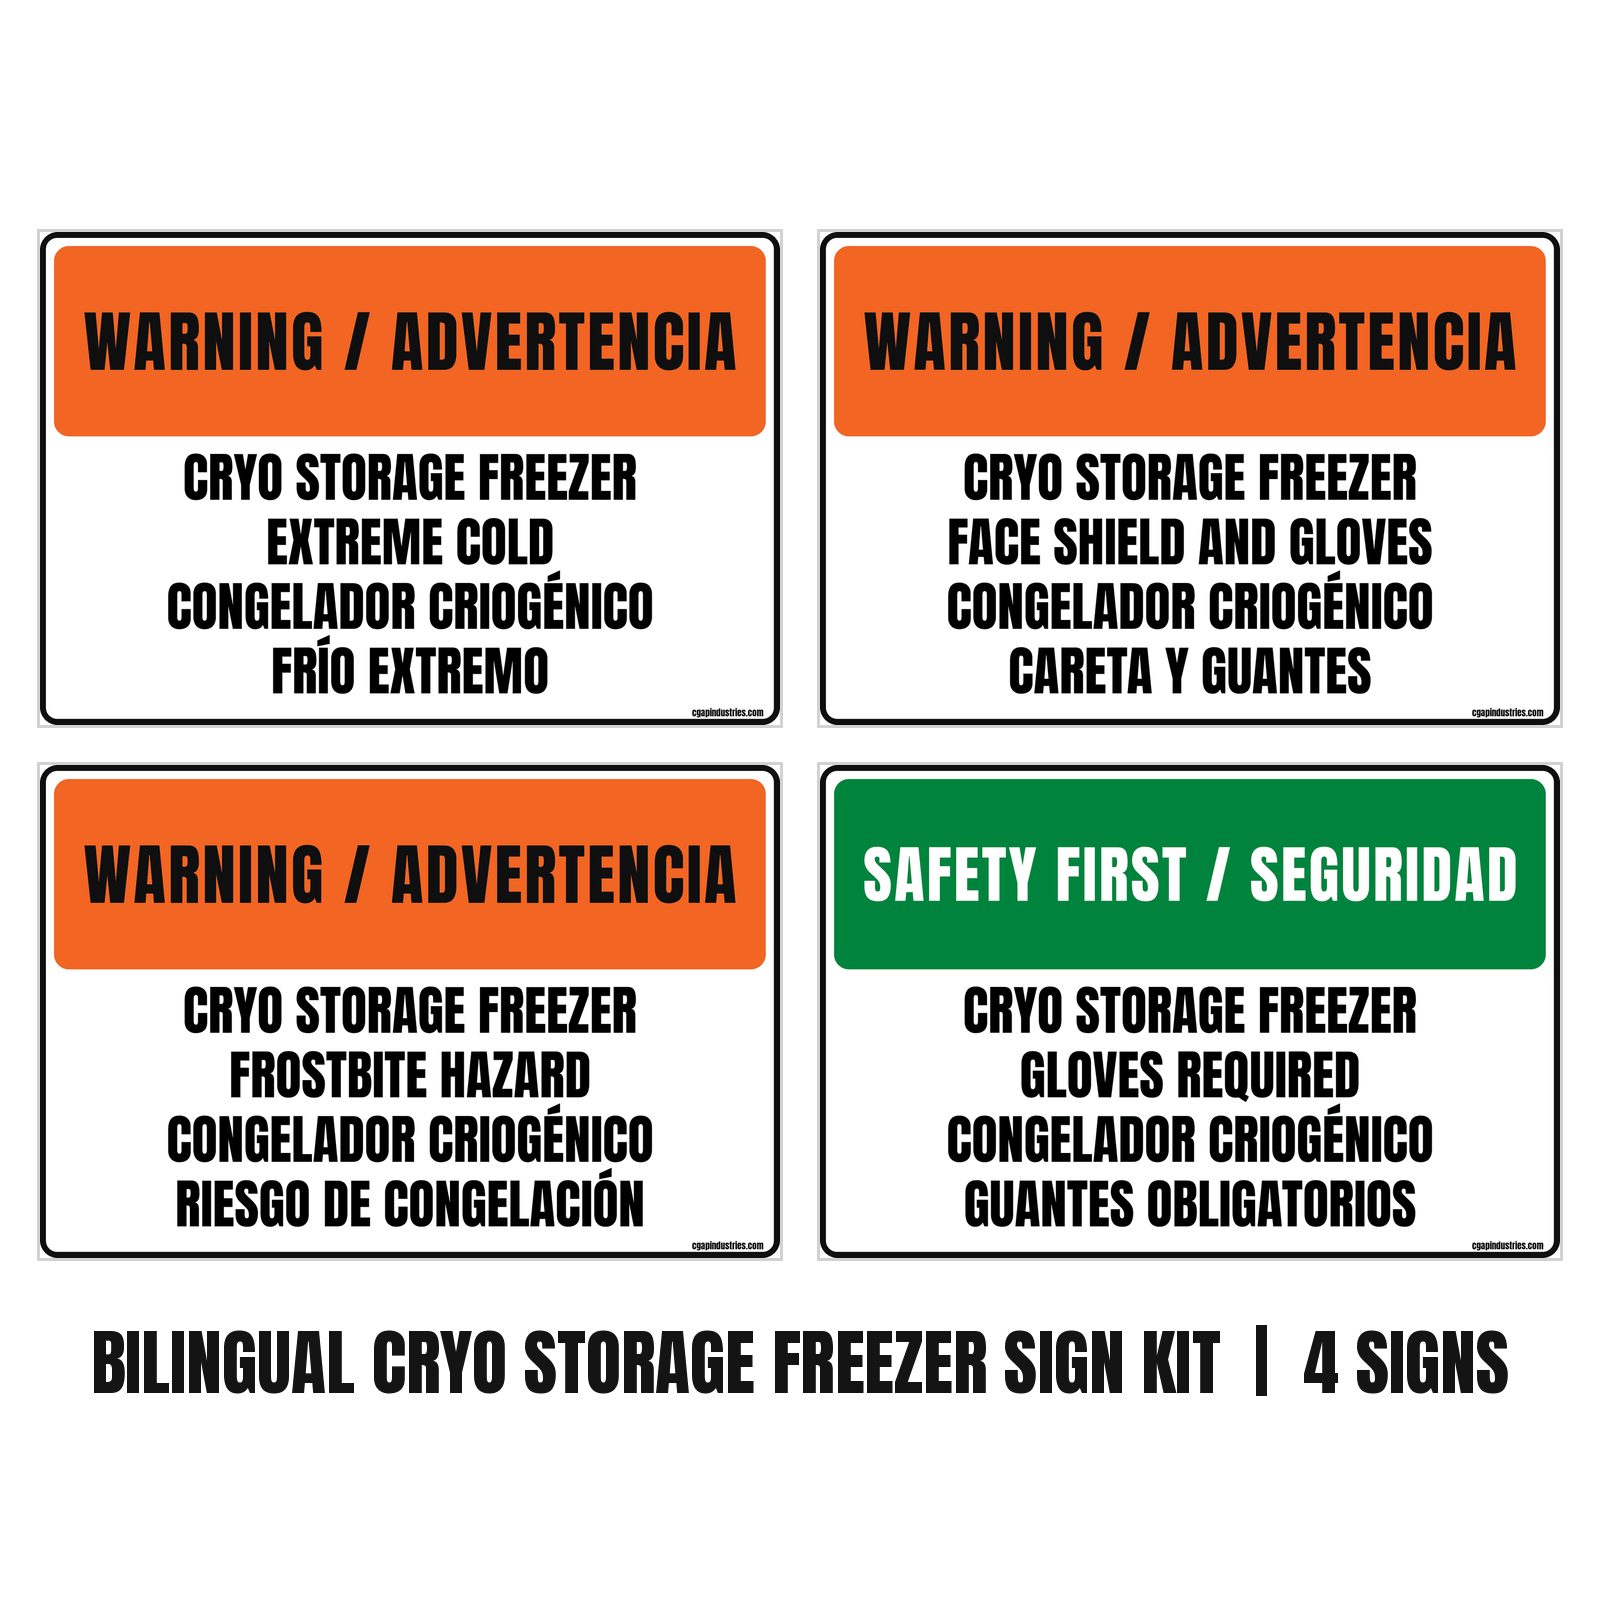 WARNING / ADVERTENCIA
CRYO STORAGE FREEZER
EXTREME COLD
CONGELADOR CRIOGÉNICO
FRÍO EXTREMO
cgapindustries.com
WARNING / ADVERTENCIA
CRYO STORAGE FREEZER
FACE SHIELD AND GLOVES
CONGELADOR CRIOGÉNICO
CARETA Y GUANTES
cgapindustries.com
WARNING / ADVERTENCIA
CRYO STORAGE FREEZER
FROSTBITE HAZARD
CONGELADOR CRIOGÉNICO
RIESGO DE CONGELACIÓN
cgapindustries.com
SAFETY FIRST / SEGURIDAD
CRYO STORAGE FREEZER
GLOVES REQUIRED
CONGELADOR CRIOGÉNICO
GUANTES OBLIGATORIOS
cgapindustries.com
BILINGUAL CRYO STORAGE FREEZER SIGN KIT | 4 SIGNS